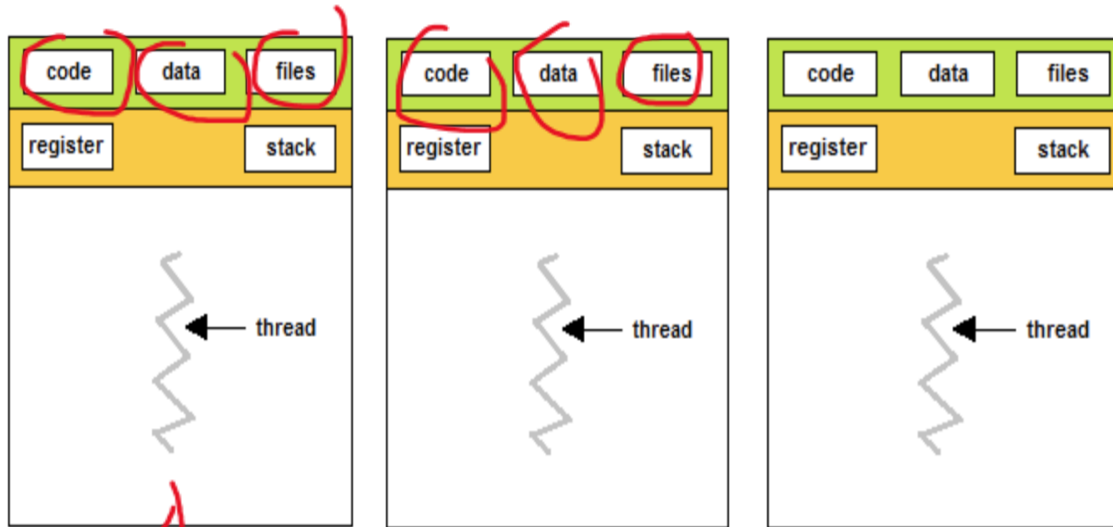 code data files code data files code data files
register stack register stack register stack
thread thread thread